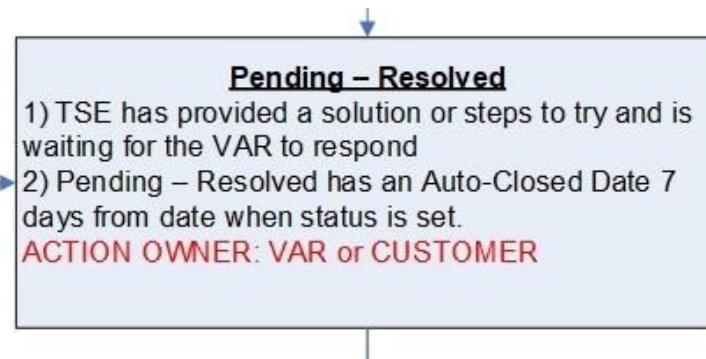 Pending – Resolved
1) TSE has provided a solution or steps to try and is
waiting for the VAR to respond
2) Pending – Resolved has an Auto-Closed Date 7
days from date when status is set.
ACTION OWNER: VAR or CUSTOMER